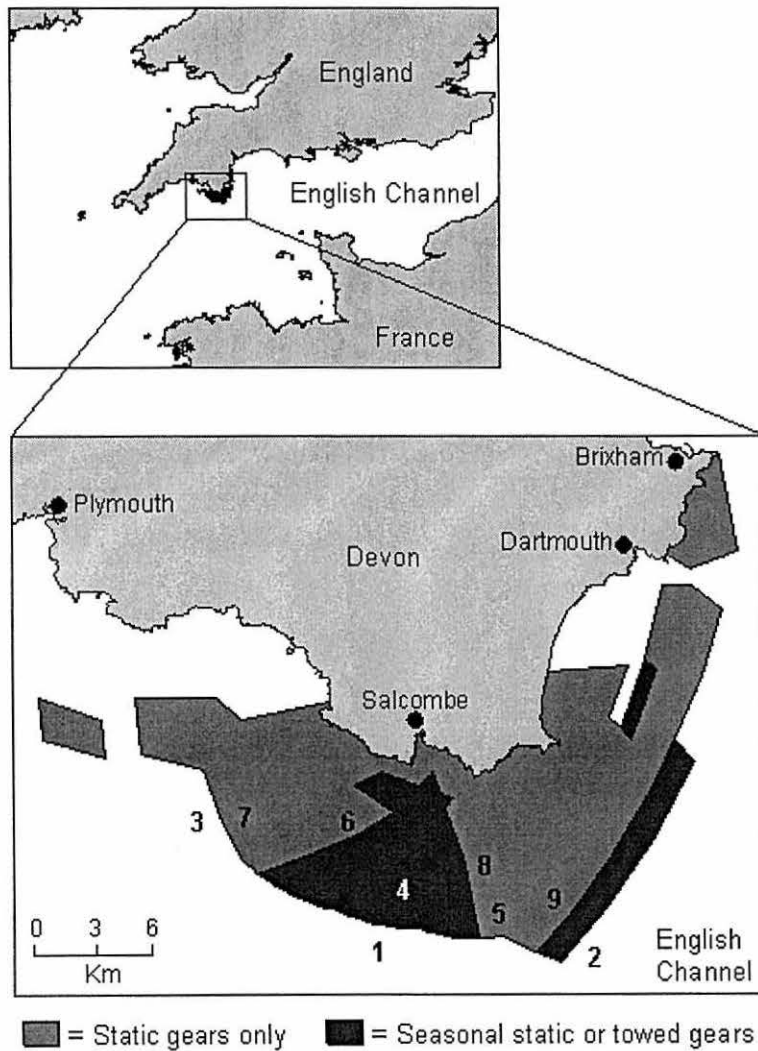 England
English Channel
France
Brixham
Plymouth
Dartmouth
Devon
Salcombe
3 7 6
8
4
9
5
0 3 6
1 2
Km
English
Channel
= Static gears only = Seasonal static or towed gears